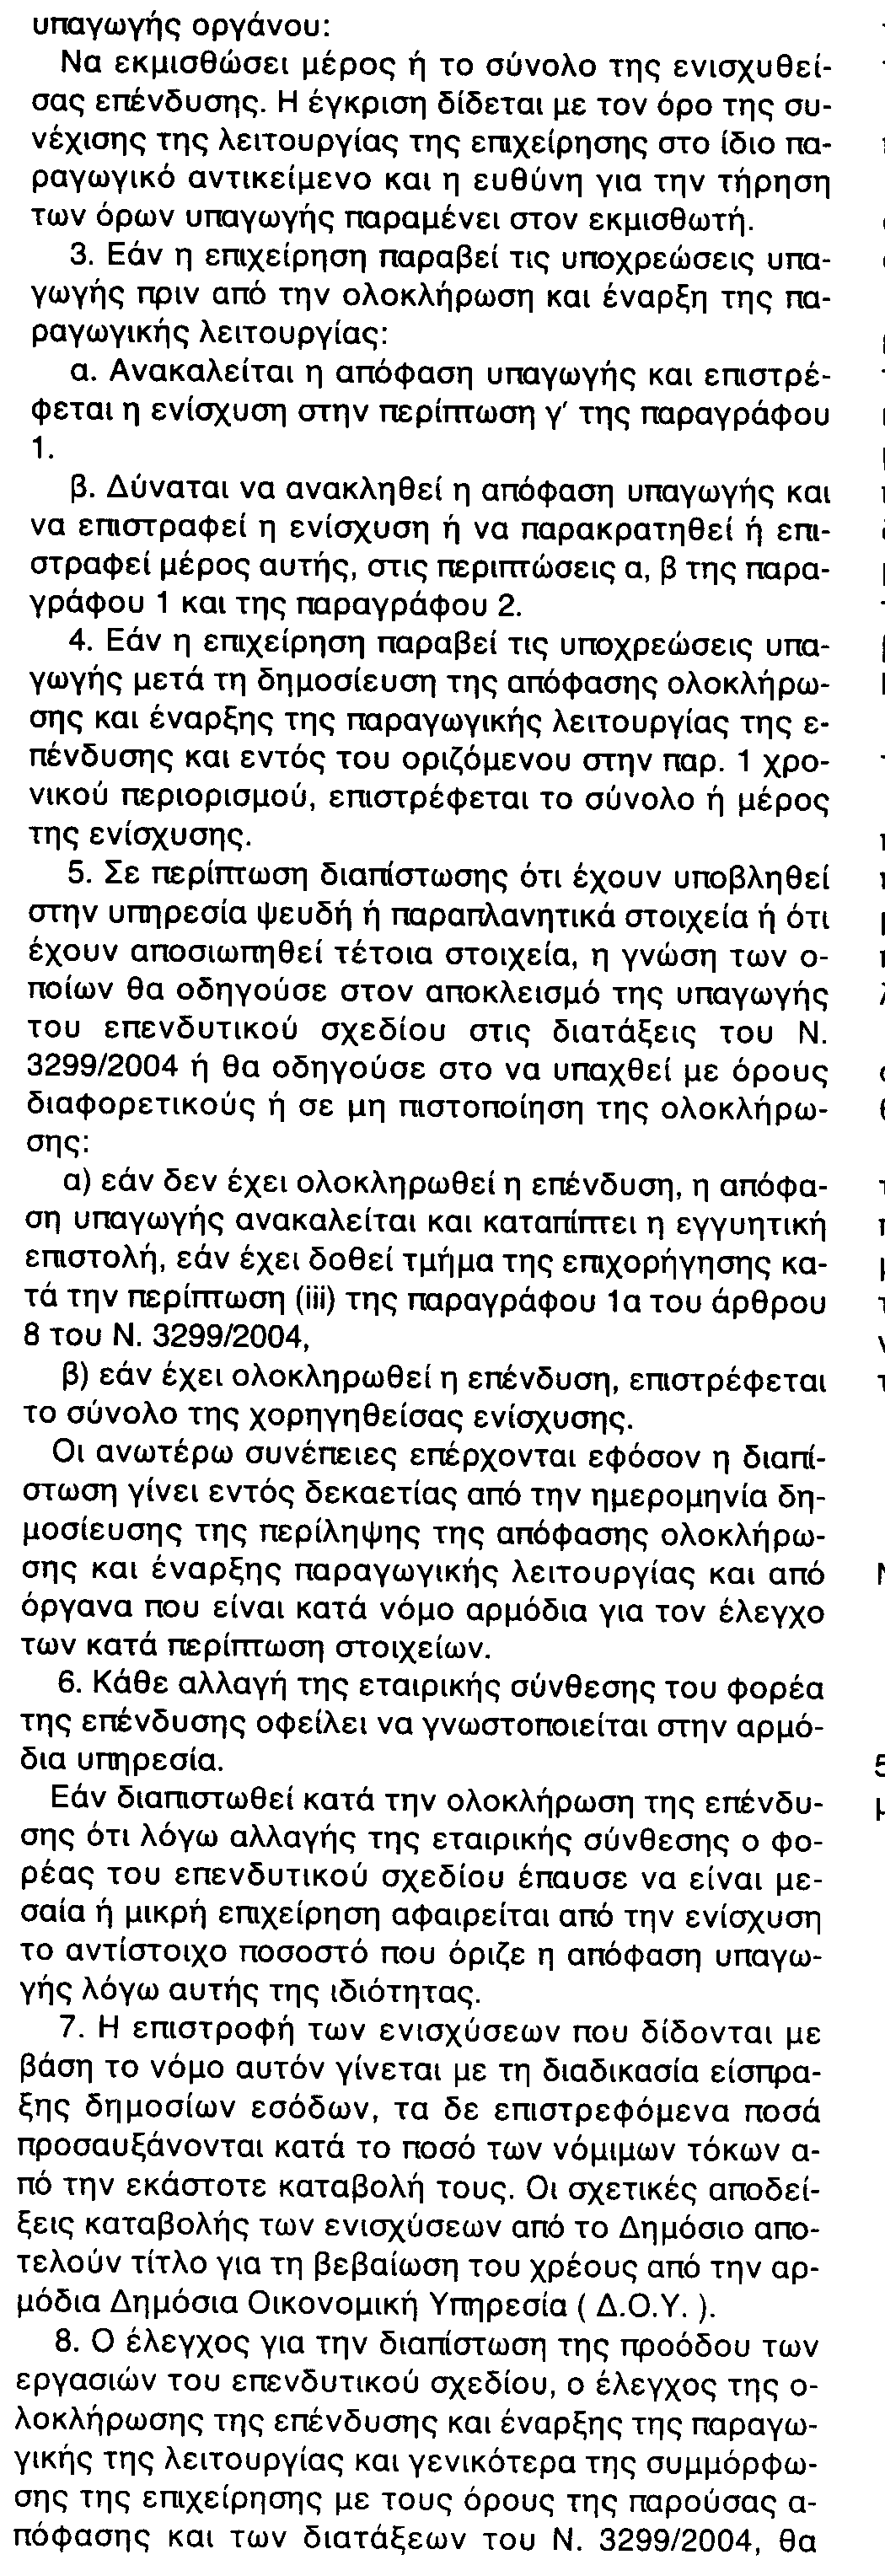 υπαγωγής οργάνου:
Να εκμισθώσει μέρος ή το σύνολο της ενισχυθεί-
σας επένδυσης. Η έγκριση δίδεται με τον όρο της συ-
νέχισης της λειτουργίας της επιχείρησης στο ίδιο πα-
ραγωγικό αντικείμενο και η ευθύνη για την τήρηση
των όρων υπαγωγής παραμένει στον εκμισθωτή.
3. Εάν η επιχείρηση παραβεί τις υποχρεώσεις υπα-
γωγής πριν από την ολοκλήρωση και έναρξη της πα-
ραγωγικής λειτουργίας:
α. Ανακαλείται η απόφαση υπαγωγής και επιστρέ-
φεται η ενίσχυση στην περίπτωση γ' της παραγράφου
1.
β. Δύναται να ανακληθεί η απόφαση υπαγωγής και
να επιστραφεί η ενίσχυση ή να παρακρατηθεί ή επι-
στραφεί μέρος αυτής, στις περιπτώσεις α, β της παρα-
γράφου 1 και της παραγράφου 2.
4. Εάν η επιχείρηση παραβεί τις υποχρεώσεις υπα-
γωγής μετά τη δημοσίευση της απόφασης ολοκλήρω-
σης και έναρξης της παραγωγικής λειτουργίας της ε-
πένδυσης και εντός του οριζόμενου στην παρ. 1 χρο-
νικού περιορισμού, επιστρέφεται το σύνολο ή μέρος
της ενίσχυσης.
5. Σε περίπτωση διαπίστωσης ότι έχουν υποβληθεί
στην υπηρεσία ψευδή ή παραπλανητικά στοιχεία ή ότι
έχουν αποσιωπηθεί τέτοια στοιχεία, η γνώση των ο-
ποίων θα οδηγούσε στον αποκλεισμό της υπαγωγής
του επενδυτικού σχεδίου στις διατάξεις του Ν.
3299/2004 ή θα οδηγούσε στο να υπαχθεί με όρους
διαφορετικούς ή σε μη πιστοποίηση της ολοκλήρω-
σης:
α) εάν δεν έχει ολοκληρωθεί η επένδυση, η απόφα-
ση υπαγωγής ανακαλείται και καταπίπτει η εγγυητική
επιστολή, εάν έχει δοθεί τμήμα της επιχορήγησης κα-
τά την περίπτωση (iii) της παραγράφου 1α του άρθρου
8 του Ν. 3299/2004,
β) εάν έχει ολοκληρωθεί η επένδυση, επιστρέφεται
το σύνολο της χορηγηθείσας ενίσχυσης.
Οι ανωτέρω συνέπειες επέρχονται εφόσον η διαπί-
στωση γίνει εντός δεκαετίας από την ημερομηνία δη-
μοσίευσης της περίληψης της απόφασης ολοκλήρω-
σης και έναρξης παραγωγικής λειτουργίας και από
όργανα που είναι κατά νόμο αρμόδια για τον έλεγχο
των κατά περίπτωση στοιχείων.
6. Κάθε αλλαγή της εταιρικής σύνθεσης του φορέα
της επένδυσης οφείλει να γνωστοποιείται στην αρμό-
δια υπηρεσία.
Εάν διαπιστωθεί κατά την ολοκλήρωση της επένδυ-
σης ότι λόγω αλλαγής της εταιρικής σύνθεσης ο φο-
ρέας του επενδυτικού σχεδίου έπαυσε να είναι με-
σαία ή μικρή επιχείρηση αφαιρείται από την ενίσχυση
το αντίστοιχο ποσοστό που όριζε η απόφαση υπαγω-
γής λόγω αυτής της ιδιότητας.
7. Η επιστροφή των ενισχύσεων που δίδονται με
βάση το νόμο αυτόν γίνεται με τη διαδικασία είσπρα-
ξης δημοσίων εσόδων, τα δε επιστρεφόμενα ποσά
προσαυξάνονται κατά το ποσό των νόμιμων τόκων α-
πό την εκάστοτε καταβολή τους. Οι σχετικές αποδεί-
ξεις καταβολής των ενισχύσεων από το Δημόσιο απο-
τελούν τίτλο για τη βεβαίωση του χρέους από την αρ-
μόδια Δημόσια Οικονομική Υπηρεσία ( Δ.Ο.Υ. ).
8. Ο έλεγχος για την διαπίστωση της προόδου των
εργασιών του επενδυτικού σχεδίου, ο έλεγχος της ο-
λοκλήρωσης της επένδυσης και έναρξης της παραγω-
γικής της λειτουργίας και γενικότερα της συμμόρφω-
σης της επιχείρησης με τους όρους της παρούσας α-
πόφασης και των διατάξεων του Ν. 3299/2004, θα